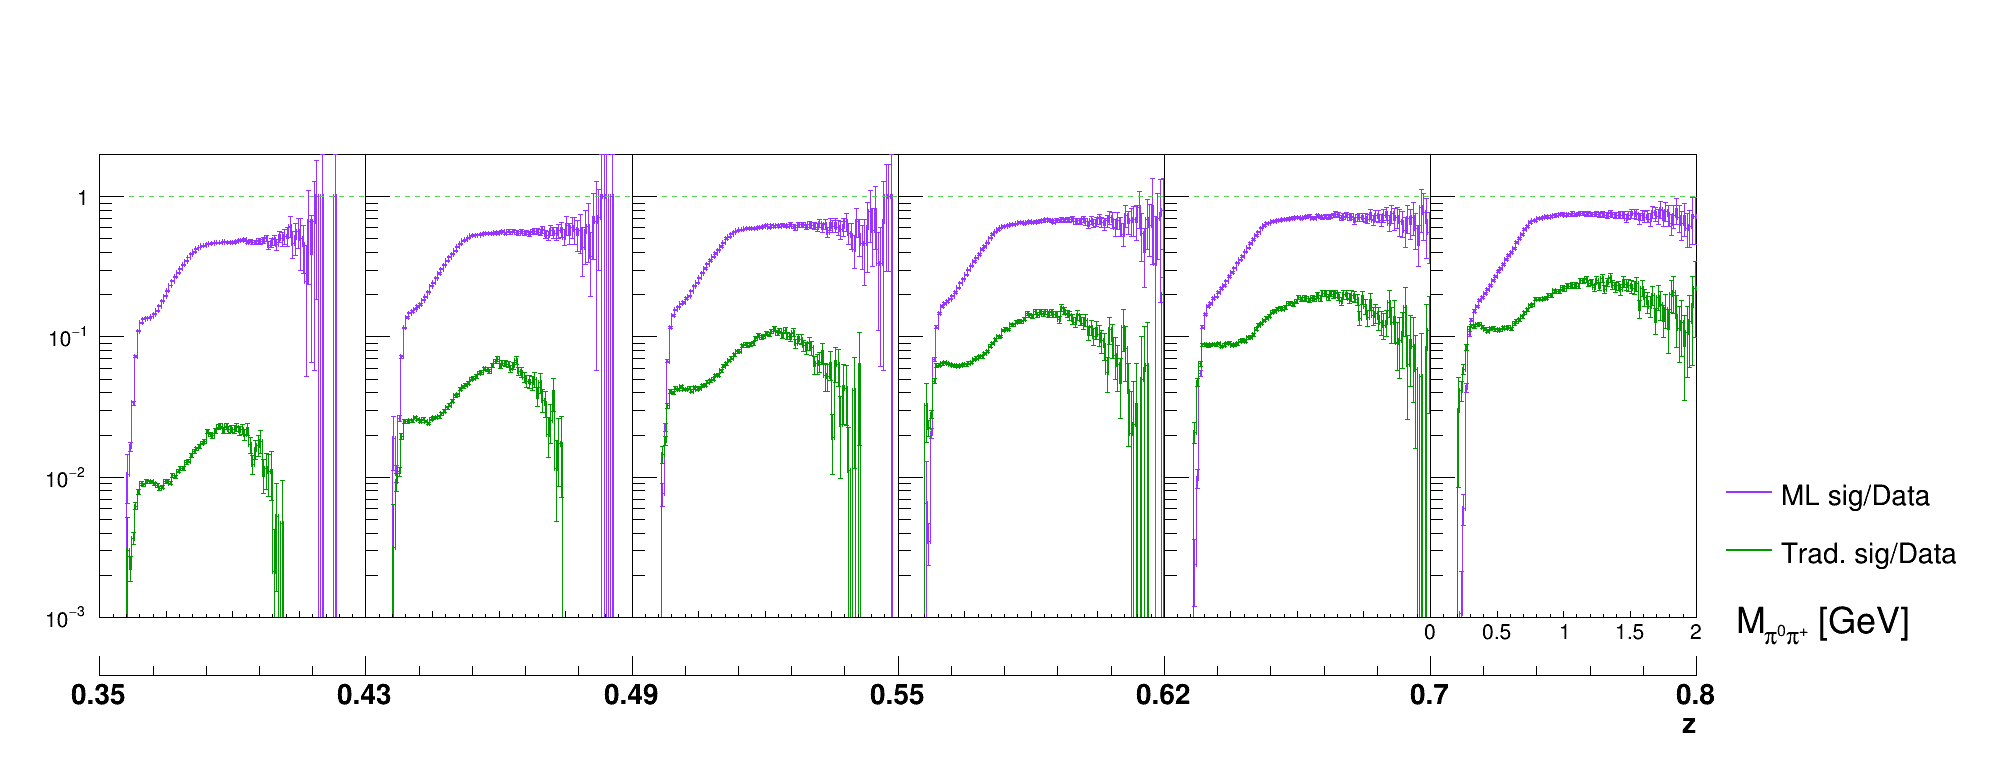 1
10⁻¹
10⁻²
10⁻³
ML sig/Data
Trad. sig/Data
0 0.5 1 1.5 2
M_π⁰π⁺ [GeV]
0.35 0.43 0.49 0.55 0.62 0.7 0.8
z